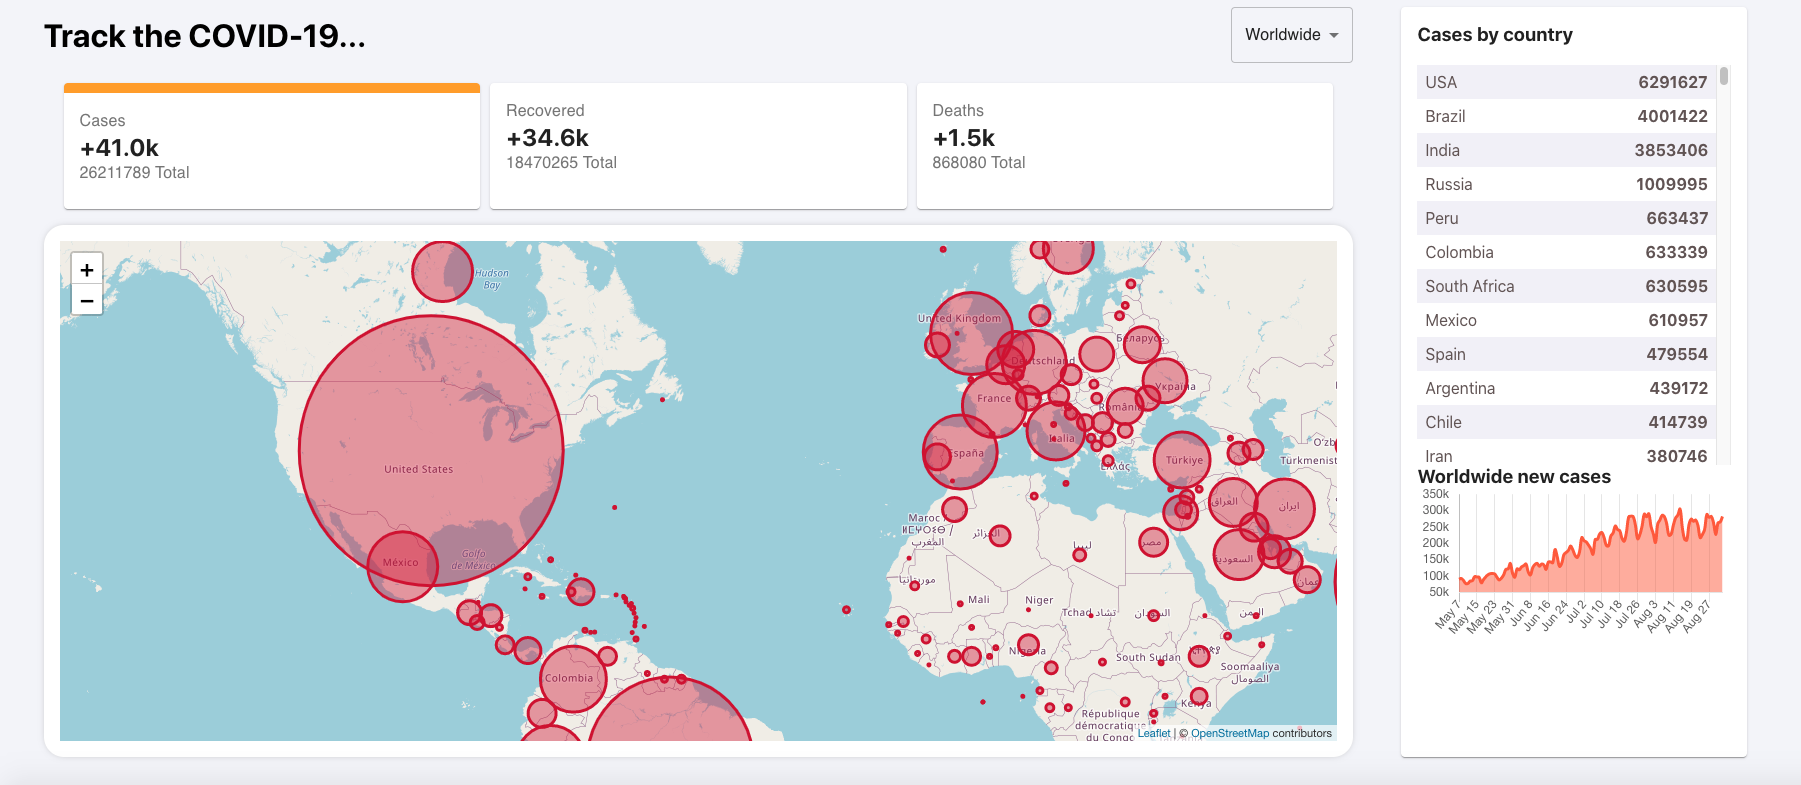 Track the COVID-19...
Worldwide
Cases
+41.0k
26211789 Total
Recovered
+34.6k
18470265 Total
Deaths
+1.5k
868080 Total
+
−
Hudson
Bay
United States
México
Golfo
de México
Colombia
United Kingdom
Беларусь
Deutschland
Україна
France
România
Italia
España
Ελλάς
Türkiye
Türkmenist
O'zb
Maroc
ⵍⵎⵖⵔⵉⴱ
المغرب
الجزائر
ليبيا
مصر
العراق
ایران
السعودية
عمان
موريتانيا
Mali
Niger
Tchad تشاد
السودان
اليمن
Nigeria
South Sudan
Soomaaliya
الصومال
Kenya
République
démocratique
du Congo
Leaflet | © OpenStreetMap contributors
Cases by country
USA 6291627
Brazil 4001422
India 3853406
Russia 1009995
Peru 663437
Colombia 633339
South Africa 630595
Mexico 610957
Spain 479554
Argentina 439172
Chile 414739
Iran 380746
Worldwide new cases
350k
300k
250k
200k
150k
100k
50k
May 7
May 15
May 23
May 31
Jun 8
Jun 16
Jun 24
Jul 2
Jul 10
Jul 18
Jul 26
Aug 3
Aug 11
Aug 19
Aug 27